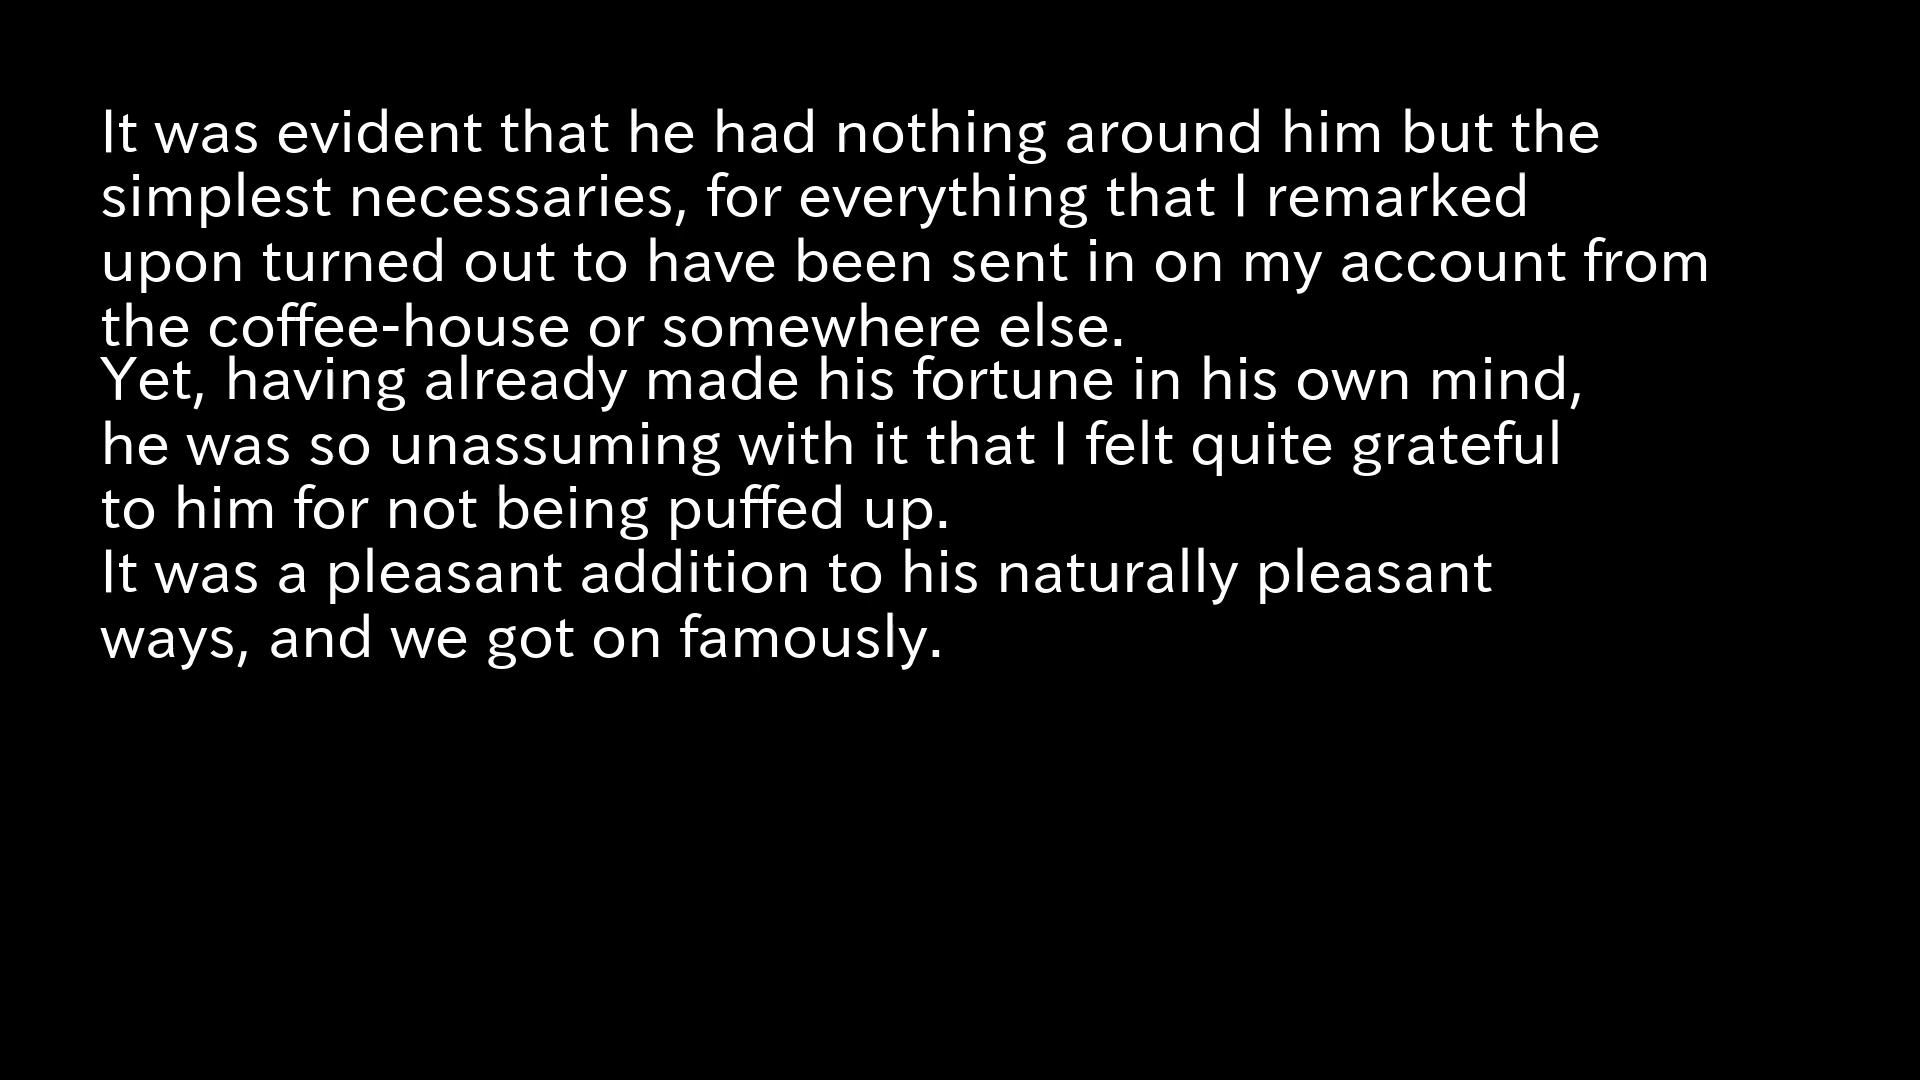 It was evident that he had nothing around him but the
simplest necessaries, for everything that I remarked
upon turned out to have been sent in on my account from
the coffee-house or somewhere else.
Yet, having already made his fortune in his own mind,
he was so unassuming with it that I felt quite grateful
to him for not being puffed up.
It was a pleasant addition to his naturally pleasant
ways, and we got on famously.